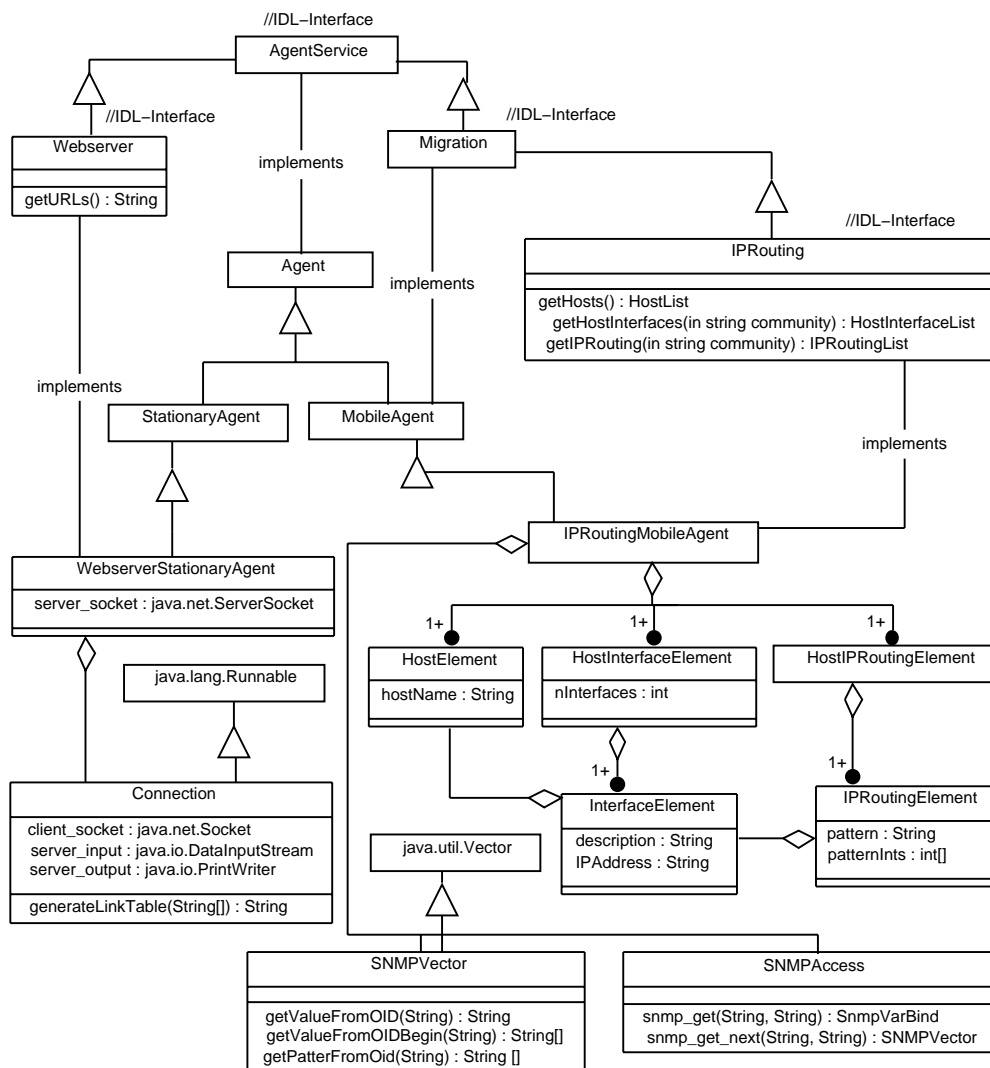 //IDL–Interface
AgentService
//IDL–Interface
//IDL–Interface
Webserver
getURLs() : String
Migration
implements
//IDL–Interface
IPRouting
getHosts() : HostList
getHostInterfaces(in string community) : HostInterfaceList
getIPRouting(in string community) : IPRoutingList
Agent
implements
implements
StationaryAgent
MobileAgent
implements
IPRoutingMobileAgent
WebserverStationaryAgent
server_socket : java.net.ServerSocket
1+
1+
1+
HostElement
hostName : String
HostInterfaceElement
nInterfaces : int
HostIPRoutingElement
java.lang.Runnable
1+
1+
Connection
client_socket : java.net.Socket
server_input : java.io.DataInputStream
server_output : java.io.PrintWriter
generateLinkTable(String[]) : String
InterfaceElement
description : String
IPAddress : String
IPRoutingElement
pattern : String
patternInts : int[]
java.util.Vector
SNMPVector
getValueFromOID(String) : String
getValueFromOIDBegin(String) : String[]
getPatterFromOid(String) : String []
SNMPAccess
snmp_get(String, String) : SnmpVarBind
snmp_get_next(String, String) : SNMPVector